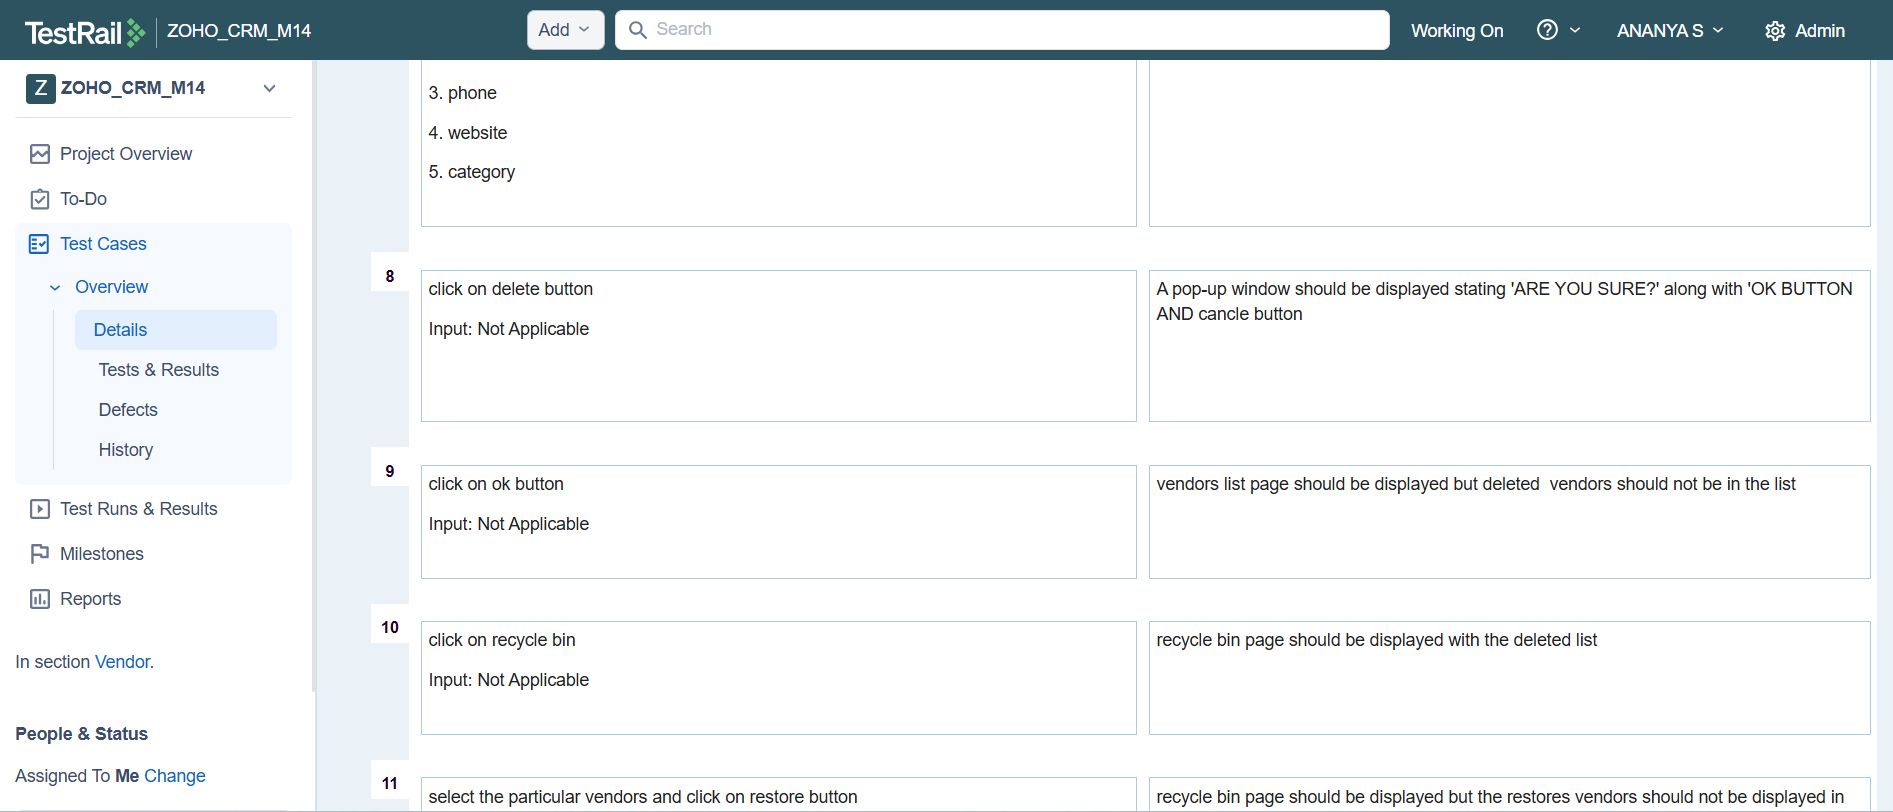 TestRail ZOHO_CRM_M14 Add Search Working On ANANYA S Admin
Z ZOHO_CRM_M14
Project Overview
To-Do
Test Cases
Overview
Details
Tests & Results
Defects
History
Test Runs & Results
Milestones
Reports
In section Vendor.
People & Status
Assigned To Me Change
3. phone
4. website
5. category
8
click on delete button
Input: Not Applicable
A pop-up window should be displayed stating 'ARE YOU SURE?' along with 'OK BUTTON
AND cancle button
9
click on ok button
Input: Not Applicable
vendors list page should be displayed but deleted  vendors should not be in the list
10
click on recycle bin
Input: Not Applicable
recycle bin page should be displayed with the deleted list
11
select the particular vendors and click on restore button
recycle bin page should be displayed but the restores vendors should not be displayed in